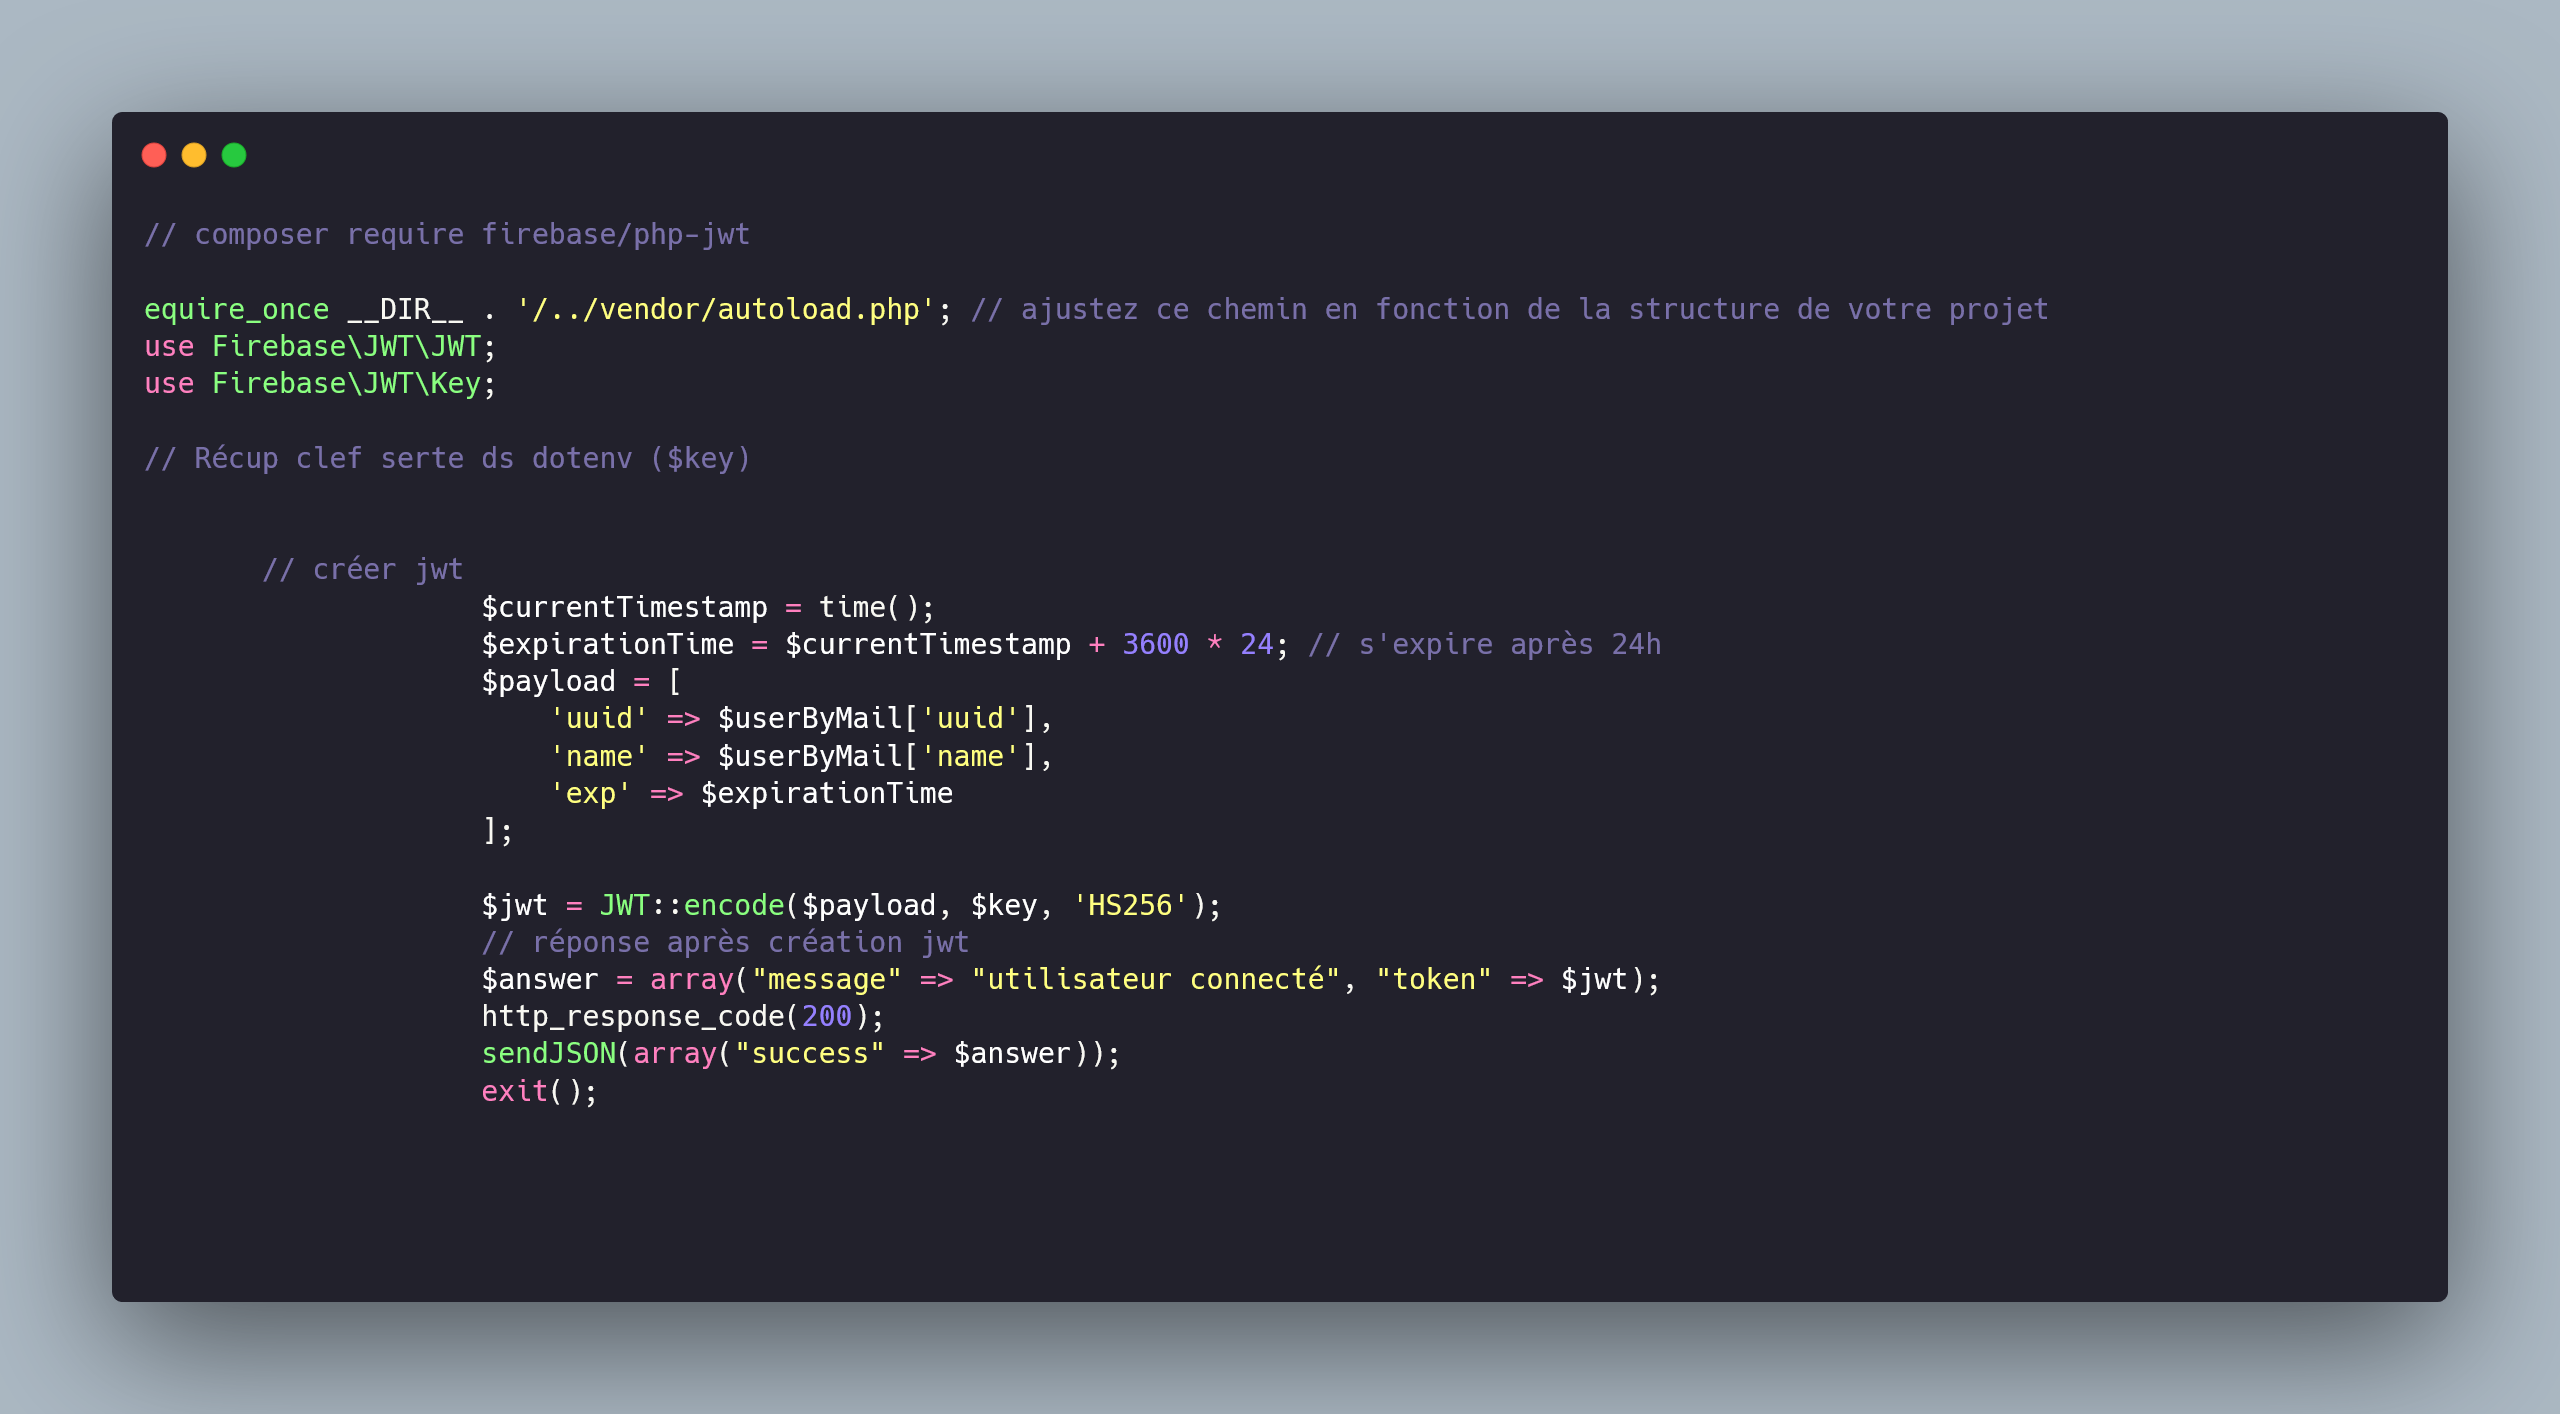 // composer require firebase/php-jwt
equire_once __DIR__ . '/../vendor/autoload.php'; // ajustez ce chemin en fonction de la structure de votre projet
use Firebase\JWT\JWT;
use Firebase\JWT\Key;
// Récup clef serte ds dotenv ($key)
// créer jwt
$currentTimestamp = time();
$expirationTime = $currentTimestamp + 3600 * 24; // s'expire après 24h
$payload = [
'uuid' => $userByMail['uuid'],
'name' => $userByMail['name'],
'exp' => $expirationTime
];
$jwt = JWT::encode($payload, $key, 'HS256');
// réponse après création jwt
$answer = array("message" => "utilisateur connecté", "token" => $jwt);
http_response_code(200);
sendJSON(array("success" => $answer));
exit();